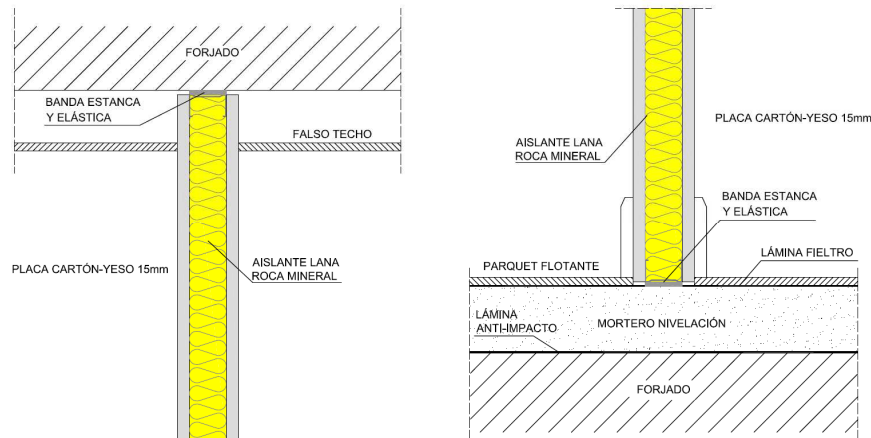 FORJADO
BANDA ESTANCA
Y ELÁSTICA
FALSO TECHO
AISLANTE LANA
ROCA MINERAL
PLACA CARTÓN-YESO 15mm
PLACA CARTÓN-YESO 15mm
AISLANTE LANA
ROCA MINERAL
BANDA ESTANCA
Y ELÁSTICA
LÁMINA FIELTRO
PARQUET FLOTANTE
LÁMINA
ANTI-IMPACTO
MORTERO NIVELACIÓN
FORJADO